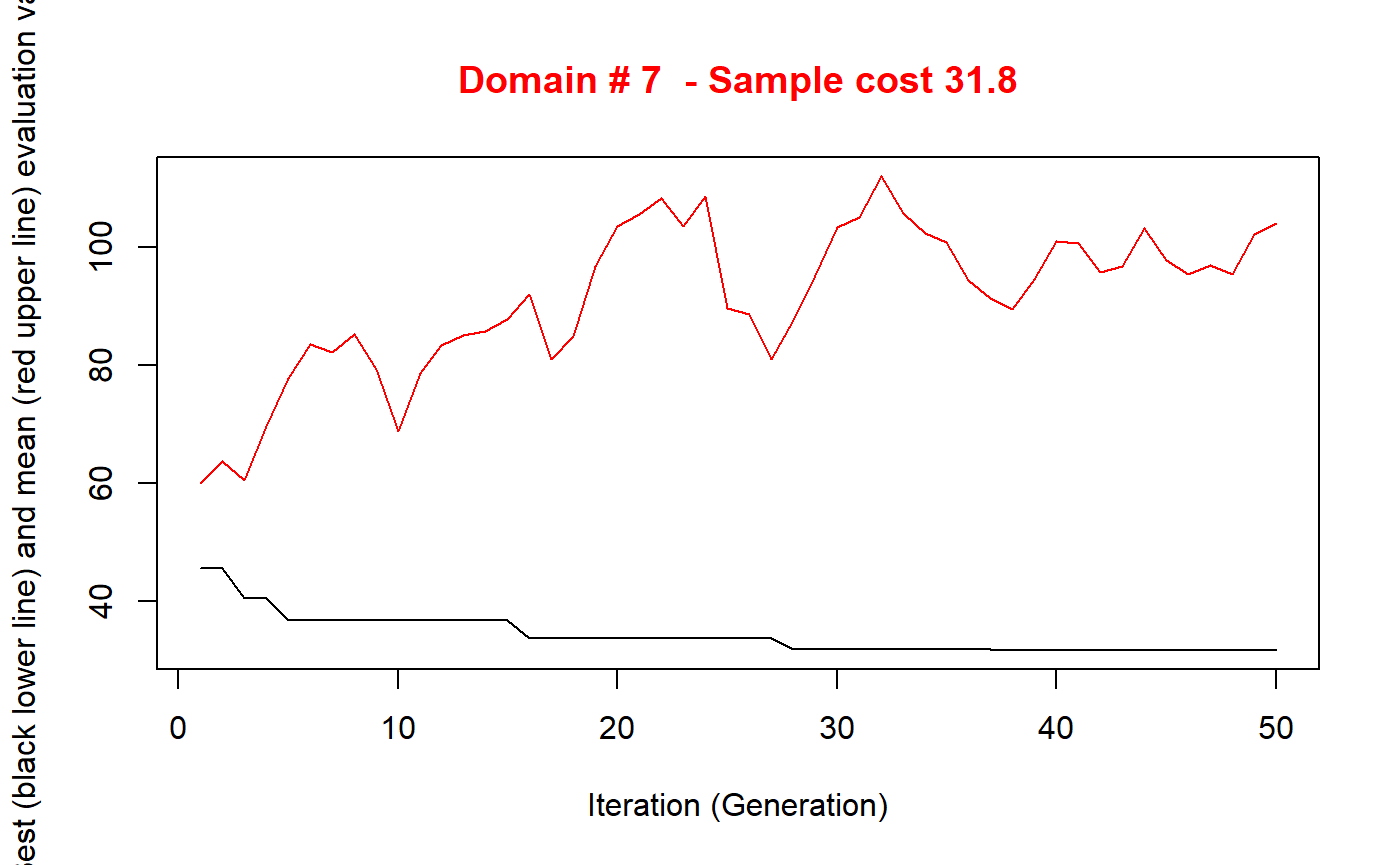 Domain # 7 - Sample cost 31.8
est (black lower line) and mean (red upper line) evaluation va
100
80
60
40
0 10 20 30 40 50
Iteration (Generation)